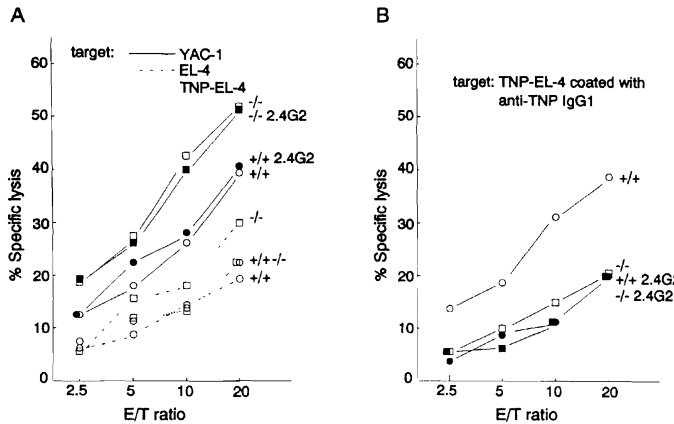 A
target: YAC-1
EL-4
TNP-EL-4
60
50
40
30
20
10
0
% Specific lysis
-/-
-/- 2.4G2
+/+ 2.4G2
+/+
-/-
+/+ -/-
+/+
2.5 5 10 20
E/T ratio
B
target: TNP-EL-4 coated with
anti-TNP IgG1
60
50
40
30
20
10
0
% Specific lysis
+/+
-/-
+/+ 2.4G2
-/- 2.4G2
2.5 5 10 20
E/T ratio